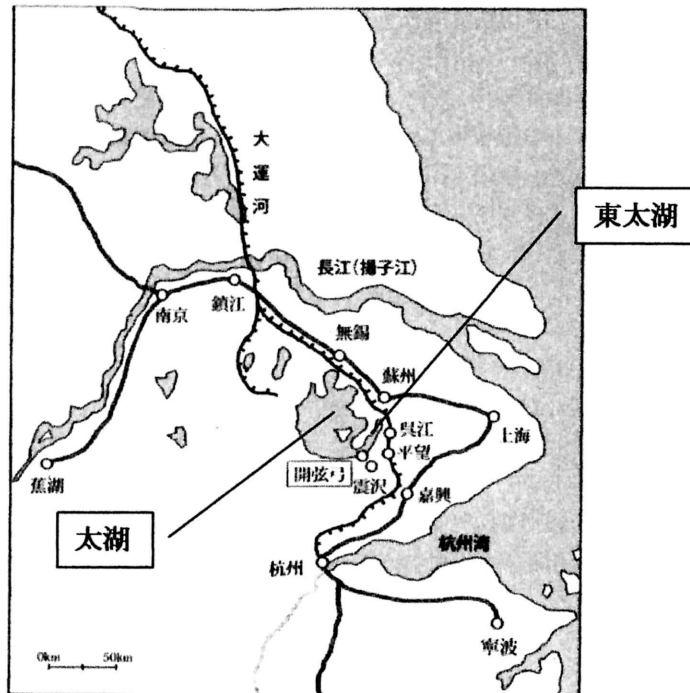 大運河
東太湖
長江(揚子江)
鎮江
南京
無錫
蘇州
上海
呉江
平望
開弦弓
震沢
蕪湖
嘉興
太湖
杭州湾
杭州
寧波
0km 50km